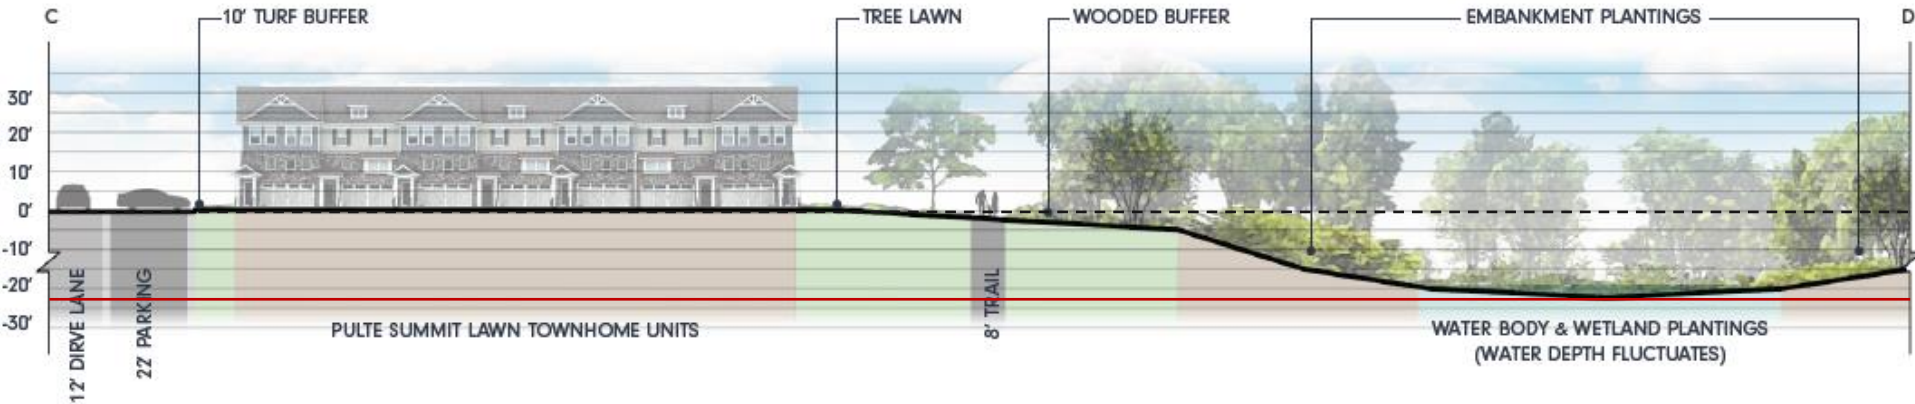 C
10' TURF BUFFER
TREE LAWN
WOODED BUFFER
EMBANKMENT PLANTINGS
D
30'
20'
10'
0'
-10'
-20'
-30'
12' DIRVE LANE
22' PARKING
PULTE SUMMIT LAWN TOWNHOME UNITS
8' TRAIL
WATER BODY & WETLAND PLANTINGS
(WATER DEPTH FLUCTUATES)